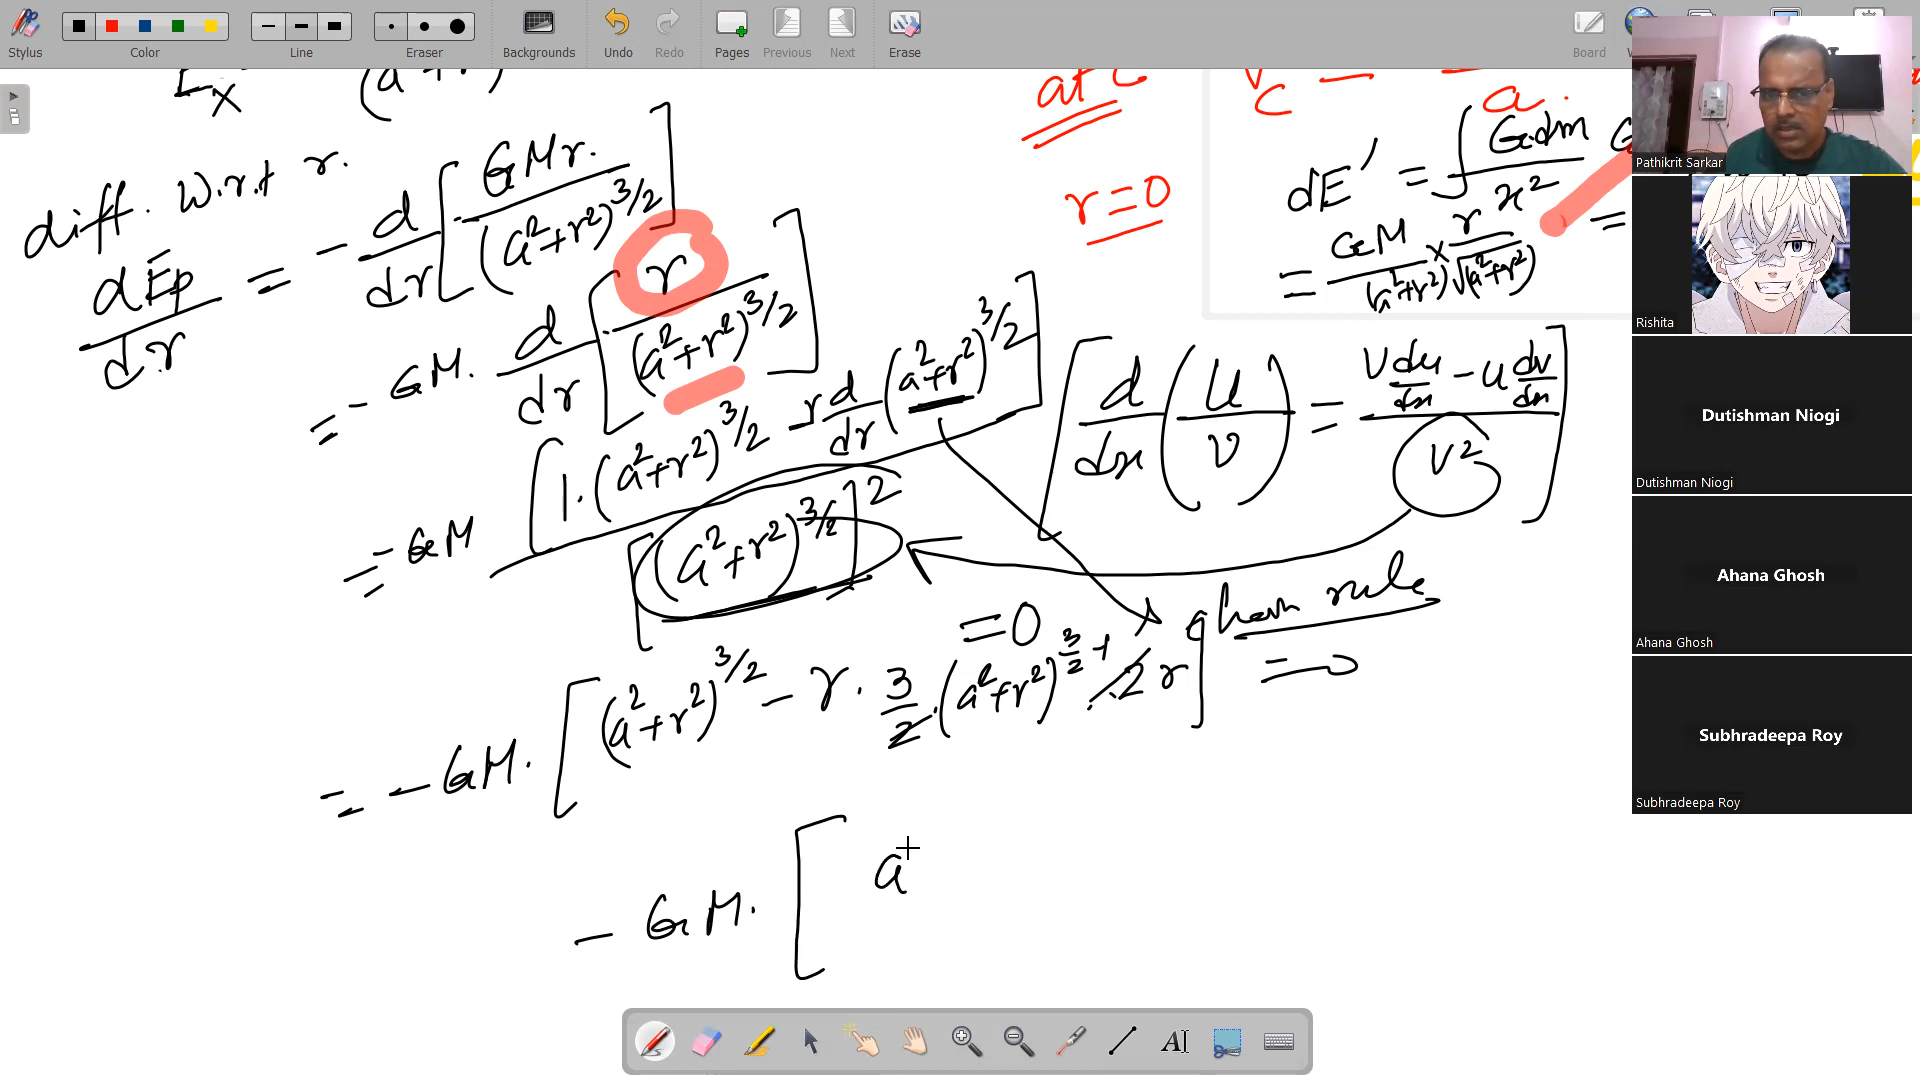 Stylus
Color
Line
Eraser
Backgrounds
Undo
Redo
Pages
Previous
Next
Erase
Board
at C
r = 0
a.
dE' = ∫ G dm / x²
= GM / (a²+r²) × r / √(a²+r²) =
diff. w.r.t r.
dEp/dr = - d/dr [ GMr. / (a²+r²)^3/2 ]
= - GM. d/dr [ r / (a²+r²)^3/2 ]
= - GM [ 1. (a²+r²)^3/2 - r d/dr (a²+r²)^3/2 ] / [ (a²+r²)^3/2 ]²
[ d/dx ( u / v ) = v du/dx - u dv/dx / v² ]
= 0
rule
= 0
= - GM. [ (a²+r²)^3/2 - r. 3/2 . (a²+r²)^3/2 - 1 . 2r ]
- GM. [ a
Pathikrit Sarkar
Rishita
Dutishman Niogi
Dutishman Niogi
Ahana Ghosh
Ahana Ghosh
Subhradeepa Roy
Subhradeepa Roy